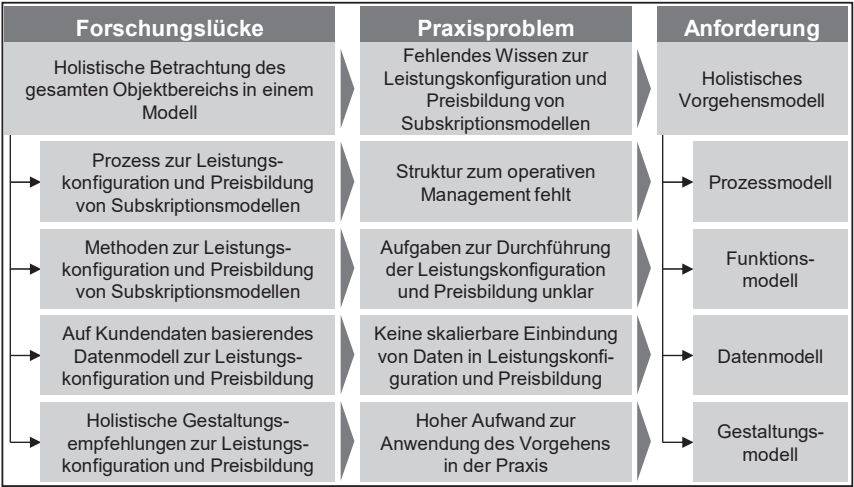 Forschungslücke
Praxisproblem
Anforderung
Holistische Betrachtung des
gesamten Objektbereichs in einem
Modell
Fehlendes Wissen zur
Leistungskonfiguration und
Preisbildung von
Subskriptionsmodellen
Holistisches
Vorgehensmodell
Prozess zur Leistungs-
konfiguration und Preisbildung
von Subskriptionsmodellen
Struktur zum operativen
Management fehlt
Prozessmodell
Methoden zur Leistungs-
konfiguration und Preisbildung
von Subskriptionsmodellen
Aufgaben zur Durchführung
der Leistungskonfiguration
und Preisbildung unklar
Funktions-
modell
Auf Kundendaten basierendes
Datenmodell zur Leistungs-
konfiguration und Preisbildung
Keine skalierbare Einbindung
von Daten in Leistungskonfi-
guration und Preisbildung
Datenmodell
Holistische Gestaltungs-
empfehlungen zur Leistungs-
konfiguration und Preisbildung
Hoher Aufwand zur
Anwendung des Vorgehens
in der Praxis
Gestaltungs-
modell